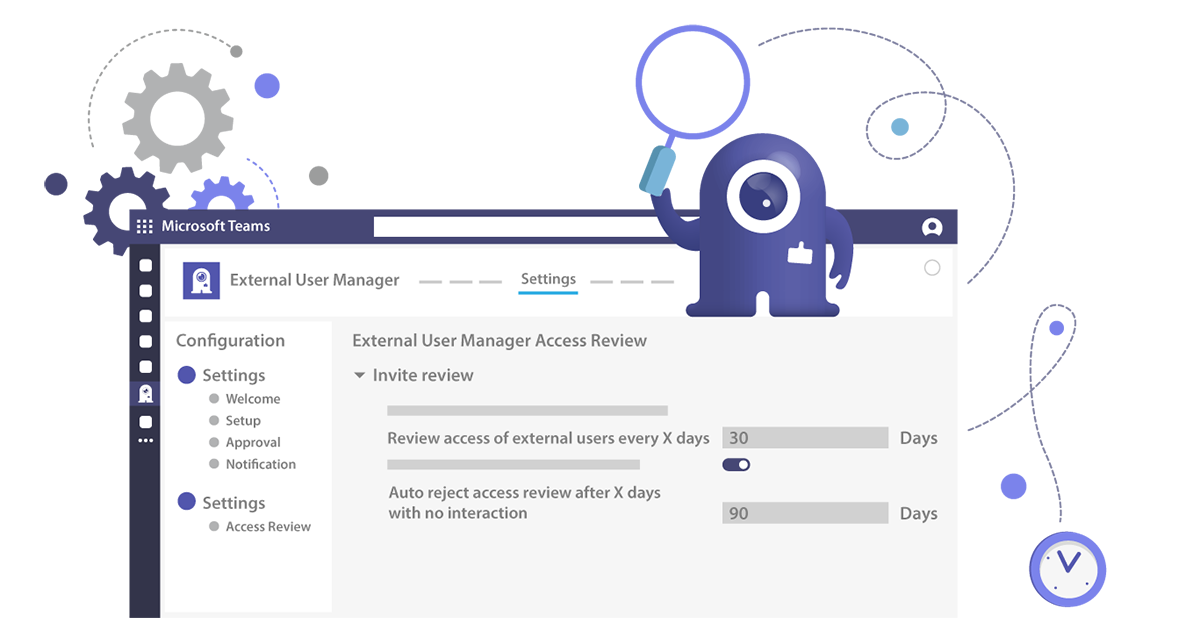 Microsoft Teams
External User Manager
Settings
Configuration
Settings
Welcome
Setup
Approval
Notification
Settings
Access Review
External User Manager Access Review
Invite review
Review access of external users every X days 30 Days
Auto reject access review after X days
with no interaction 90 Days